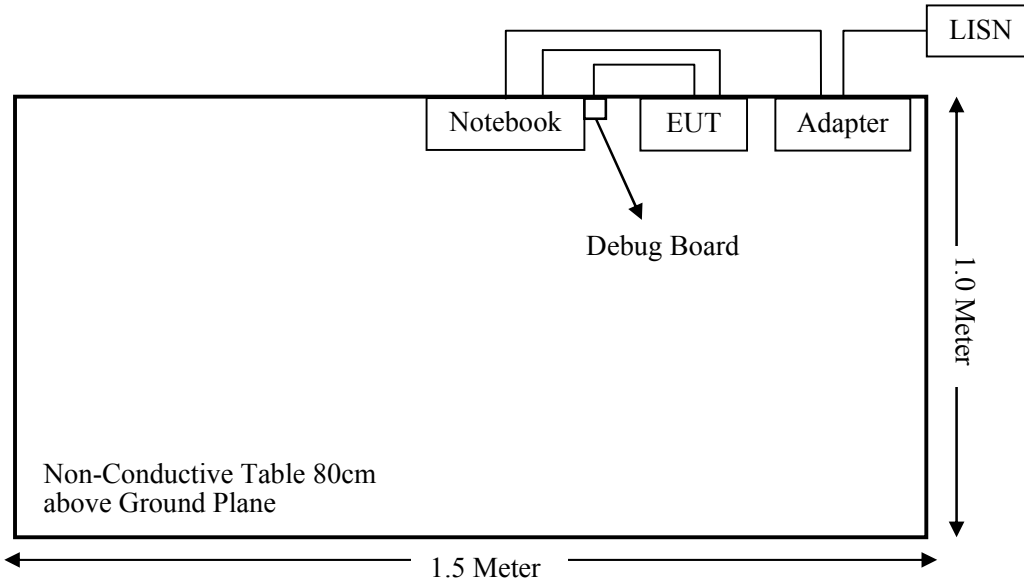 LISN
Notebook
EUT
Adapter
Debug Board
1.0 Meter
Non-Conductive Table 80cm
above Ground Plane
1.5 Meter